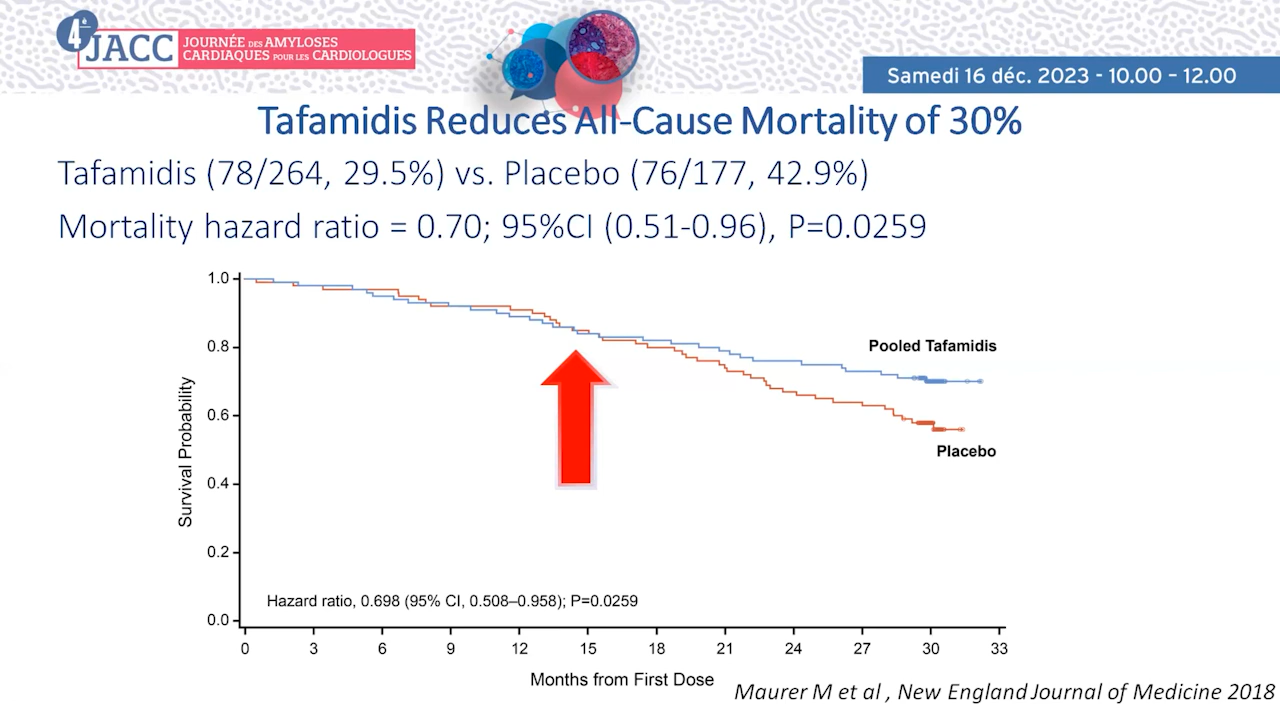 4è
JACC
JOURNÉE DES AMYLOSES
CARDIAQUES POUR LES CARDIOLOGUES
Samedi 16 déc. 2023 - 10.00 – 12.00
Tafamidis Reduces All-Cause Mortality of 30%
Tafamidis (78/264, 29.5%) vs. Placebo (76/177, 42.9%)
Mortality hazard ratio = 0.70; 95%CI (0.51-0.96), P=0.0259
1.0
0.8
0.6
0.4
0.2
0.0
Survival Probability
Pooled Tafamidis
Placebo
Hazard ratio, 0.698 (95% CI, 0.508–0.958); P=0.0259
0 3 6 9 12 15 18 21 24 27 30 33
Months from First Dose
Maurer M et al , New England Journal of Medicine 2018